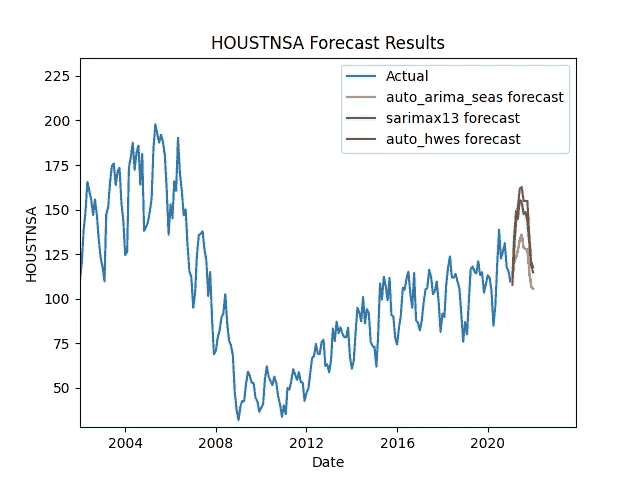 HOUSTNSA Forecast Results
Actual
auto_arima_seas forecast
sarimax13 forecast
auto_hwes forecast
HOUSTNSA
225
200
175
150
125
100
75
50
2004
2008
2012
2016
2020
Date